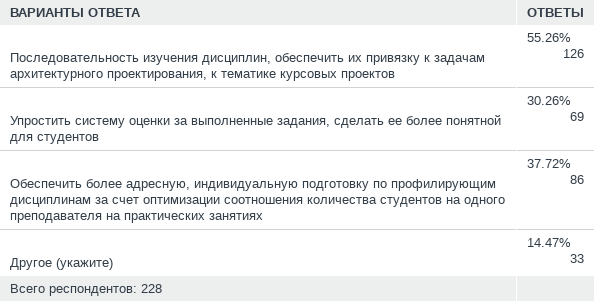 ВАРИАНТЫ ОТВЕТА ОТВЕТЫ
55.26%
Последовательность изучения дисциплин, обеспечить их привязку к задачам 126
архитектурного проектирования, к тематике курсовых проектов
30.26%
Упростить систему оценки за выполненные задания, сделать ее более понятной 69
для студентов
37.72%
Обеспечить более адресную, индивидуальную подготовку по профилирующим 86
дисциплинам за счет оптимизации соотношения количества студентов на одного
преподавателя на практических занятиях
14.47%
Другое (укажите) 33
Всего респондентов: 228